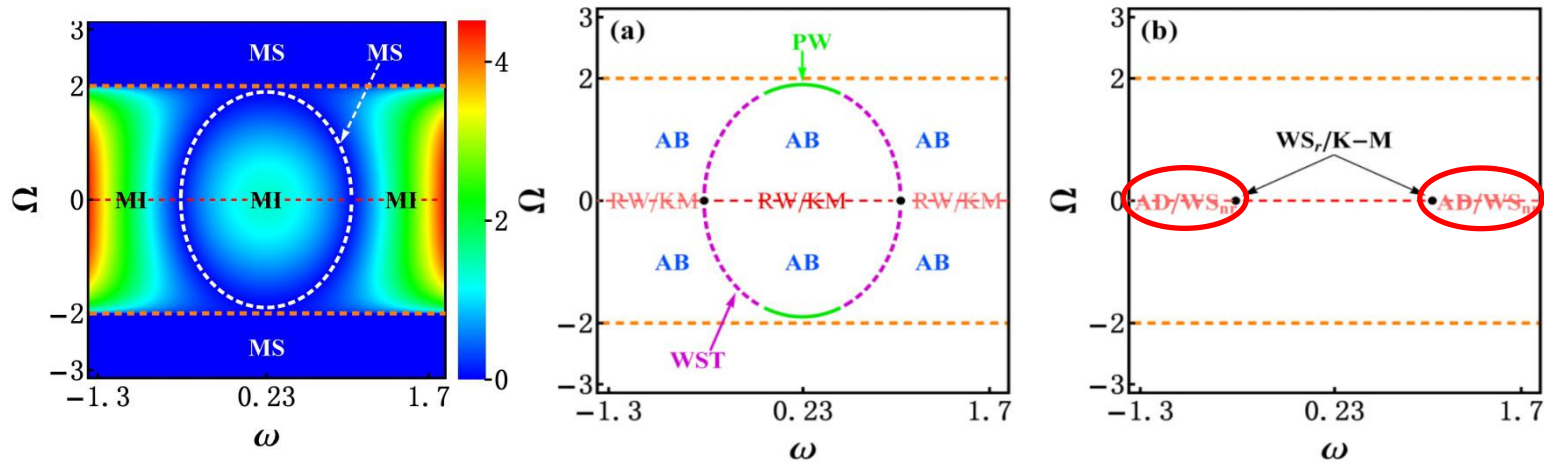 3
2
0
−2
−3
Ω
MS
MS
MI
MI
MI
MS
−1.3
0.23
1.7
ω
4
2
0
(a)
3
2
0
−2
−3
Ω
PW
AB
AB
AB
RW/KM
RW/KM
RW/KM
AB
AB
AB
WST
−1.3
0.23
1.7
ω
(b)
3
2
0
−2
−3
Ω
WSr/K−M
AD/WSnr
AD/WSnr
−1.3
0.23
1.7
ω